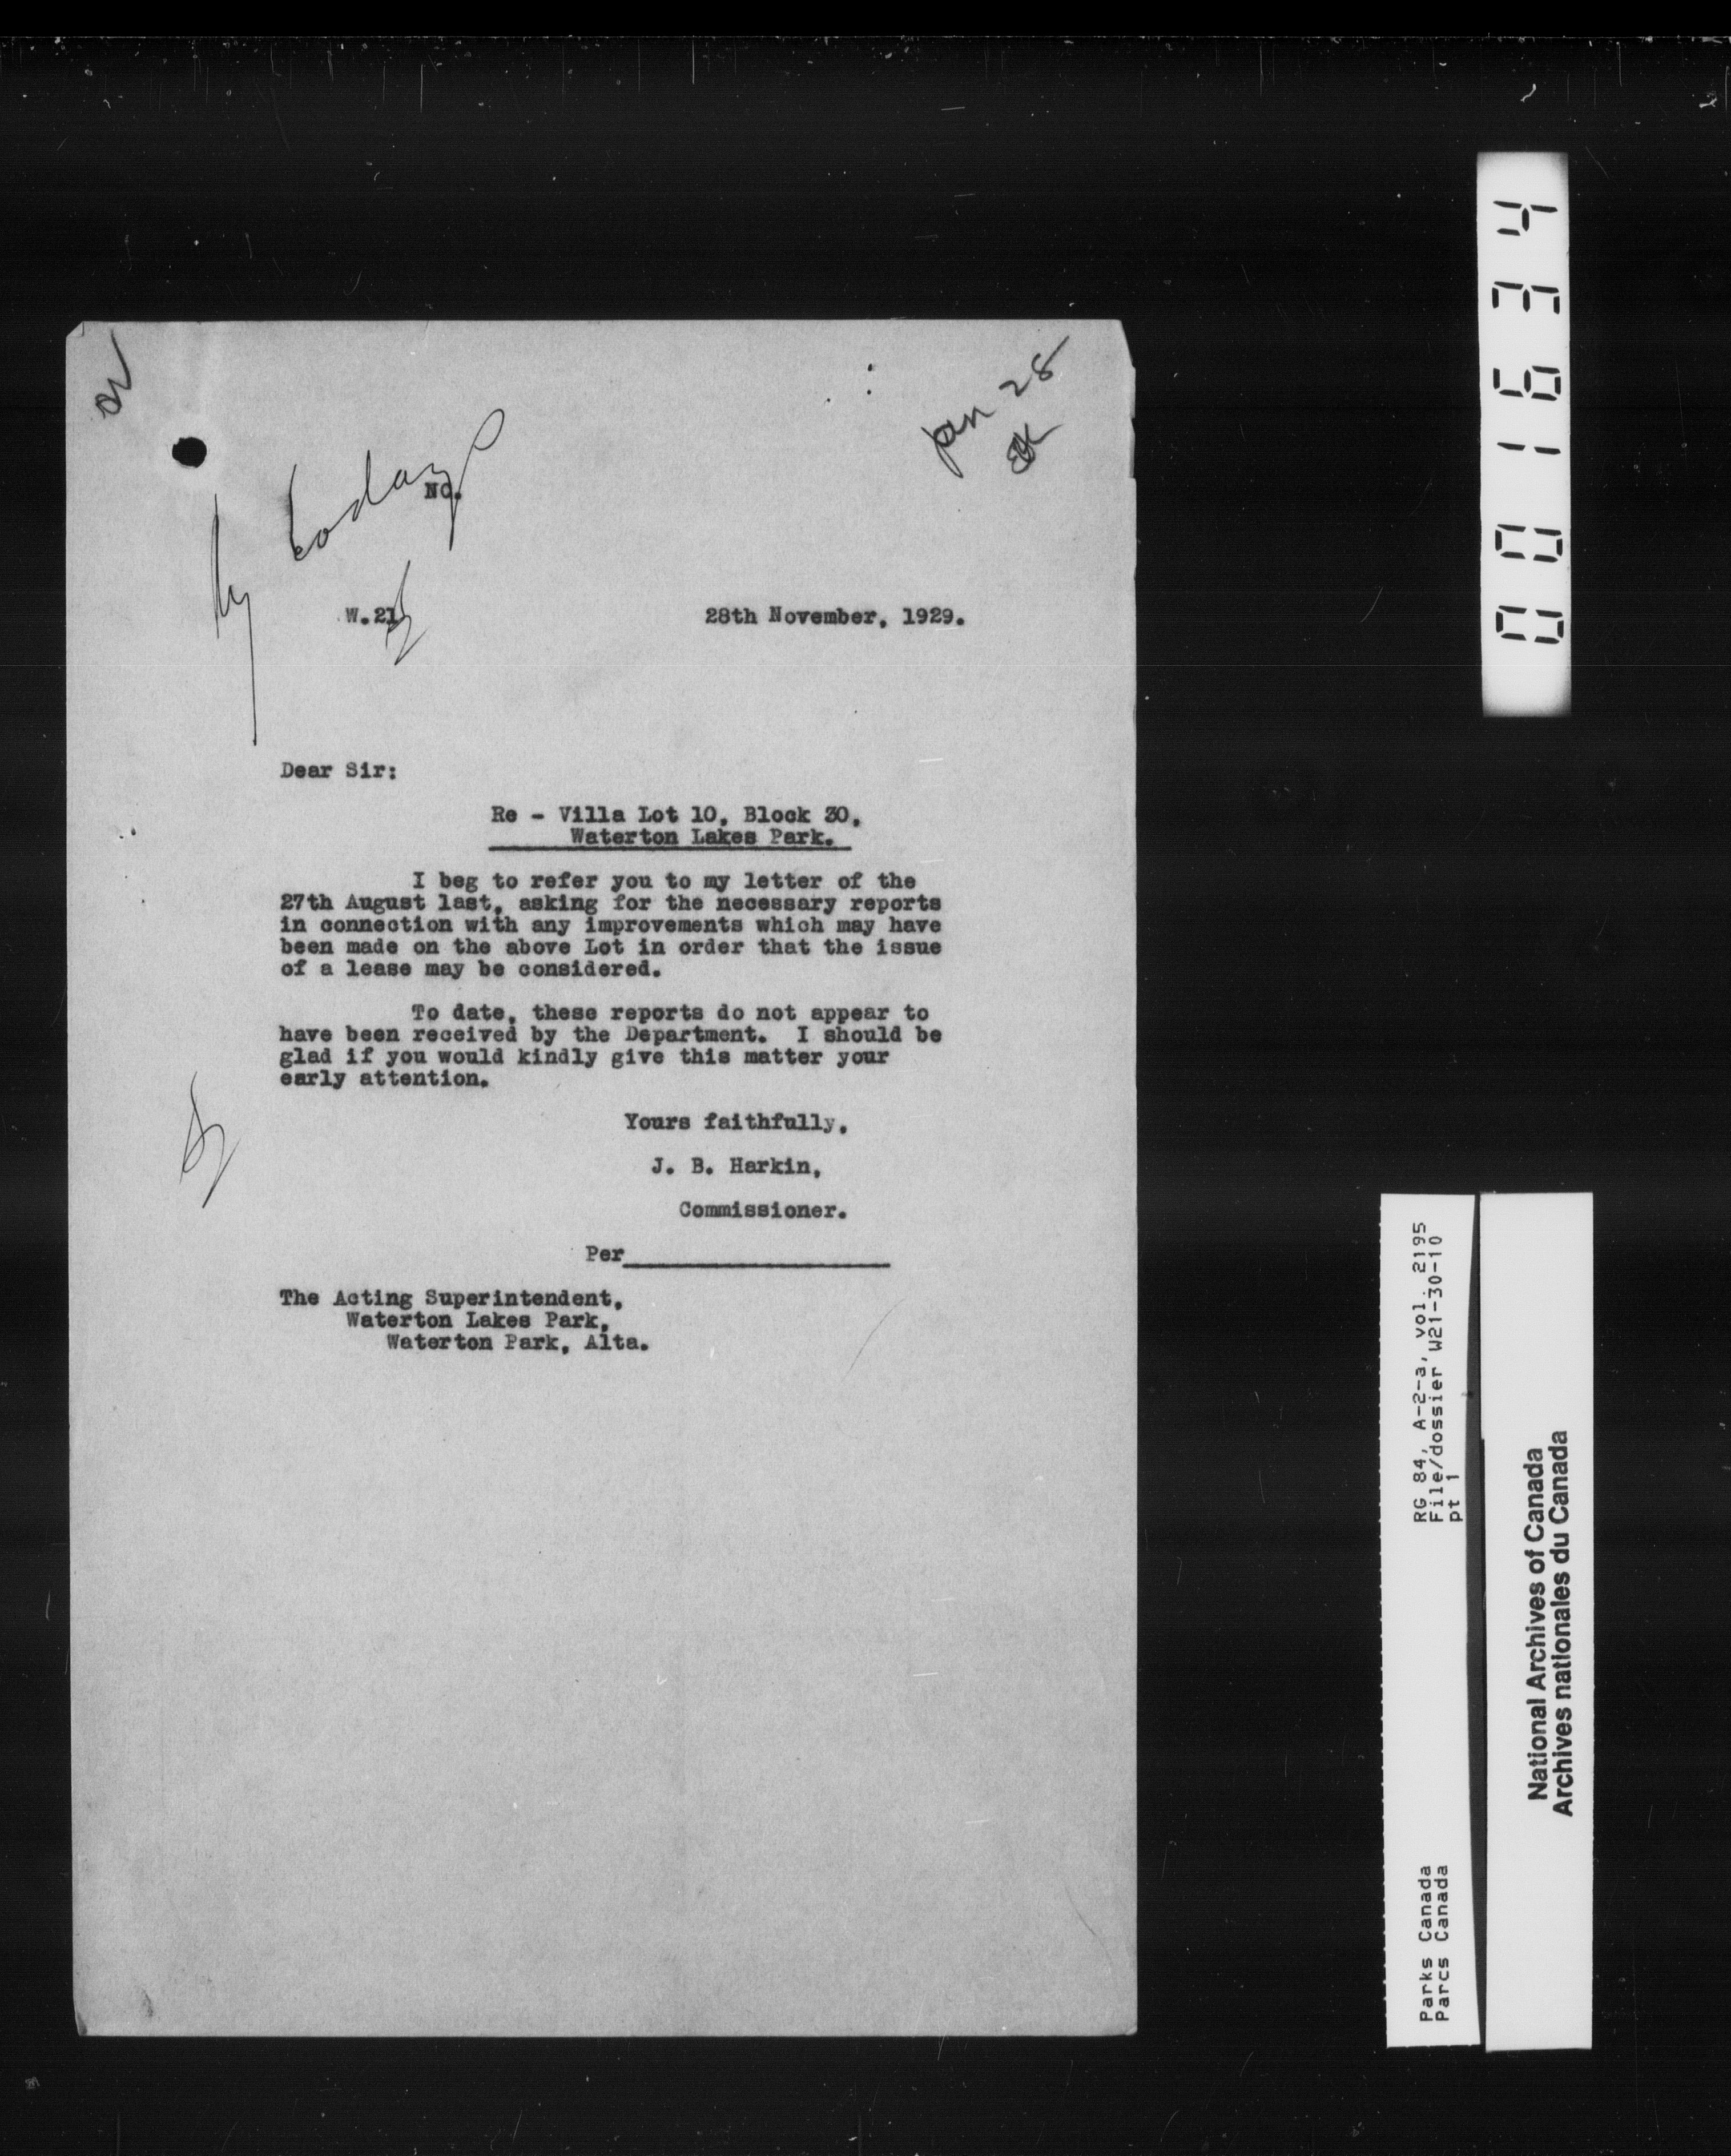 Jan 28
today
NO.
W.21
28th November, 1929.
Dear Sir:
Re - Villa Lot 10, Block 30,
Waterton Lakes Park.
I beg to refer you to my letter of the
27th August last, asking for the necessary reports
in connection with any improvements which may have
been made on the above Lot in order that the issue
of a lease may be considered.
To date, these reports do not appear to
have been received by the Department. I should be
glad if you would kindly give this matter your
early attention.
Yours faithfully,
J. B. Harkin,
Commissioner.
Per
The Acting Superintendent,
Waterton Lakes Park,
Waterton Park, Alta.
001634
RG 84, A-2-a, vol. 2195
File/dossier W21-30-10
pt 1
Parks Canada
Parcs Canada
National Archives of Canada
Archives nationales du Canada